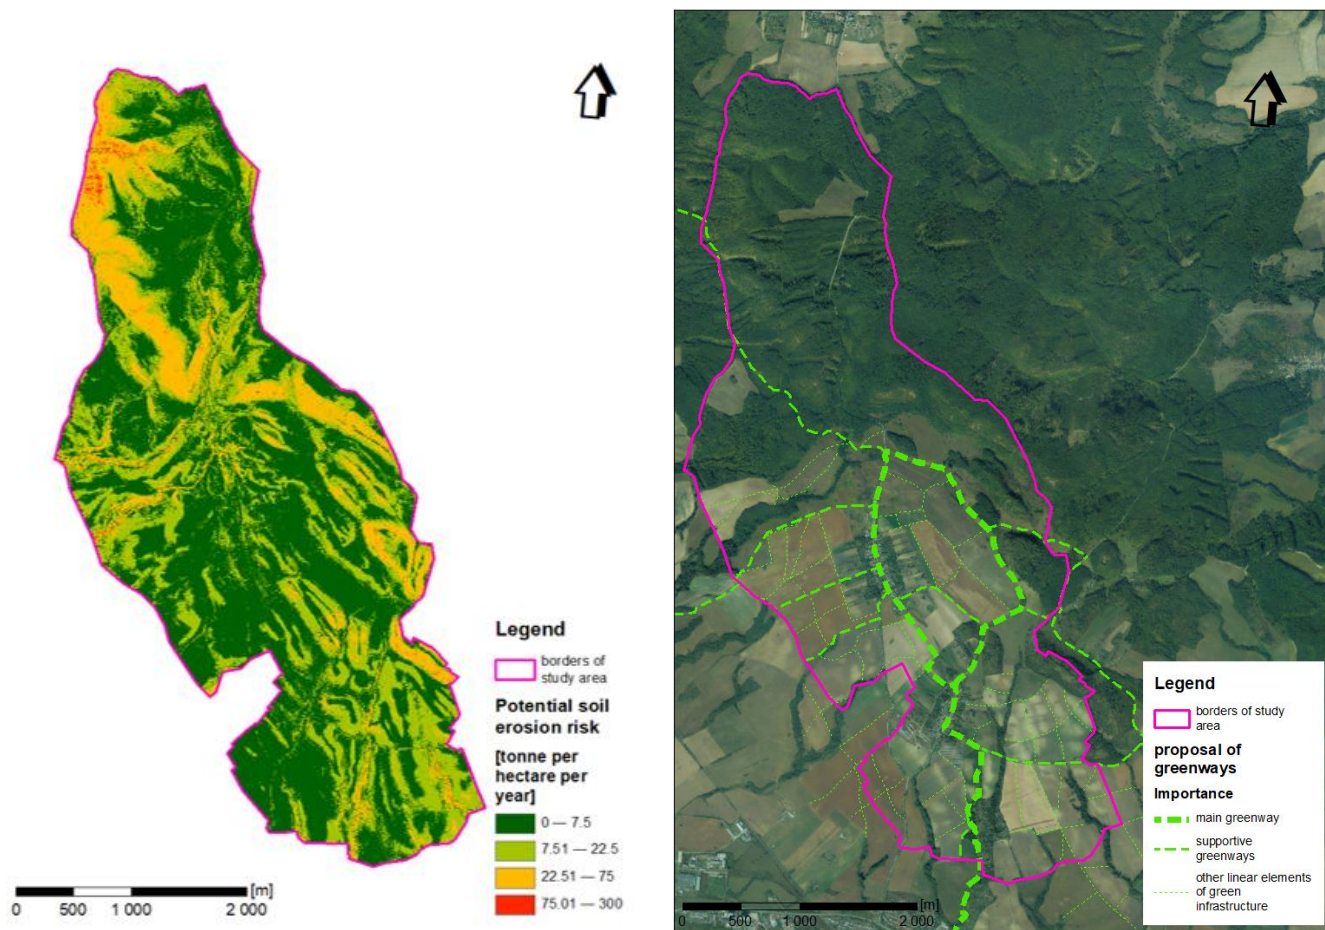 Legend
borders of
study area
Potential soil
erosion risk
[tonne per
hectare per
year]
0 — 7.5
7.51 — 22.5
22.51 — 75
75.01 — 300
[m]
0 500 1 000 2 000
Legend
borders of study
area
proposal of
greenways
Importance
main greenway
supportive
greenways
other linear elements
of green
infrastructure
[m]
0 500 1 000 2 000